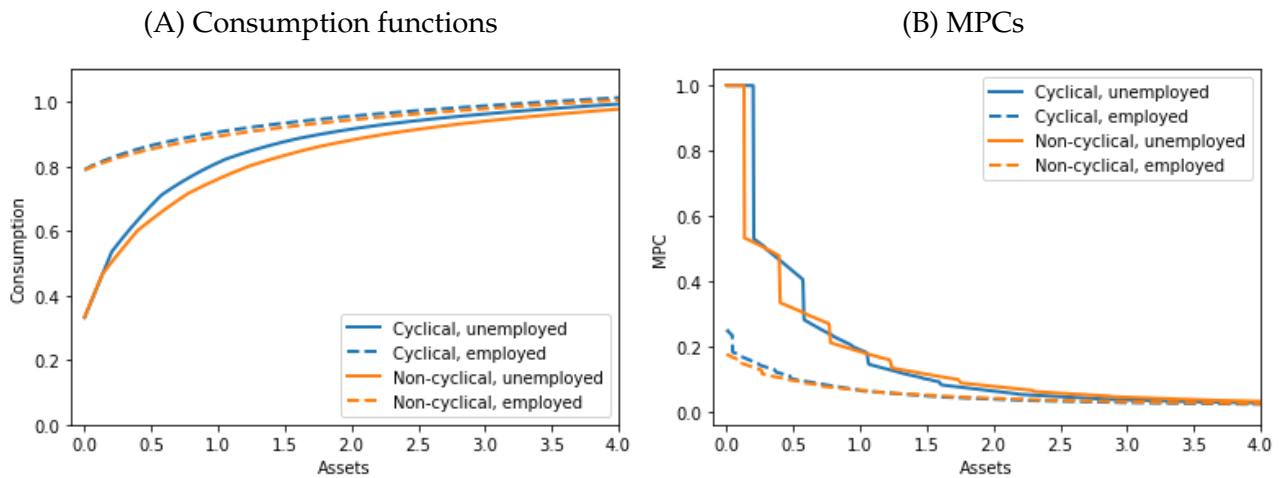 (A) Consumption functions
1.0
0.8
0.6
0.4
0.2
0.0
Consumption
0.0 0.5 1.0 1.5 2.0 2.5 3.0 3.5 4.0
Assets
Cyclical, unemployed
Cyclical, employed
Non-cyclical, unemployed
Non-cyclical, employed
(B) MPCs
1.0
0.8
0.6
0.4
0.2
0.0
MPC
0.0 0.5 1.0 1.5 2.0 2.5 3.0 3.5 4.0
Assets
Cyclical, unemployed
Cyclical, employed
Non-cyclical, unemployed
Non-cyclical, employed